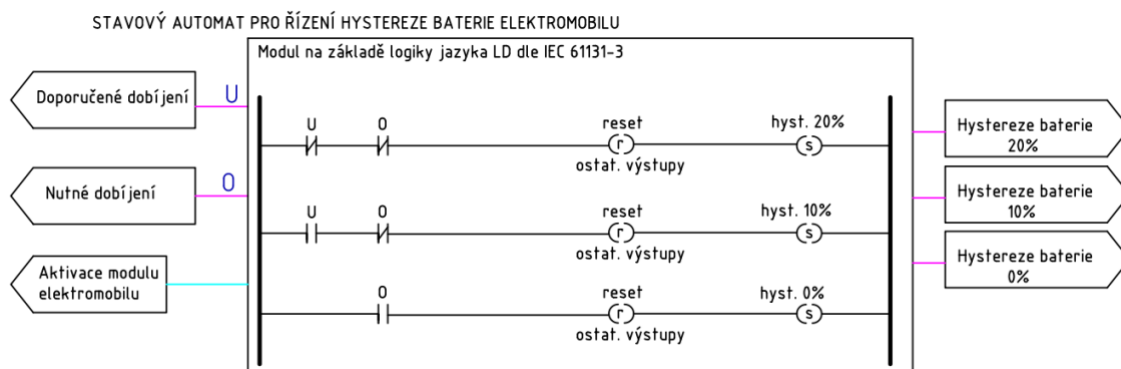 STAVOVÝ AUTOMAT PRO ŘÍZENÍ HYSTEREZE BATERIE ELEKTROMOBILU
Modul na základě logiky jazyka LD dle IEC 61131-3
Doporučené dobíjení
U
Nutné dobíjení
O
Aktivace modulu
elektromobilu
U
O
reset
hyst. 20%
r
s
ostat. výstupy
U
O
reset
hyst. 10%
r
s
ostat. výstupy
O
reset
hyst. 0%
r
s
ostat. výstupy
Hystereze baterie
20%
Hystereze baterie
10%
Hystereze baterie
0%